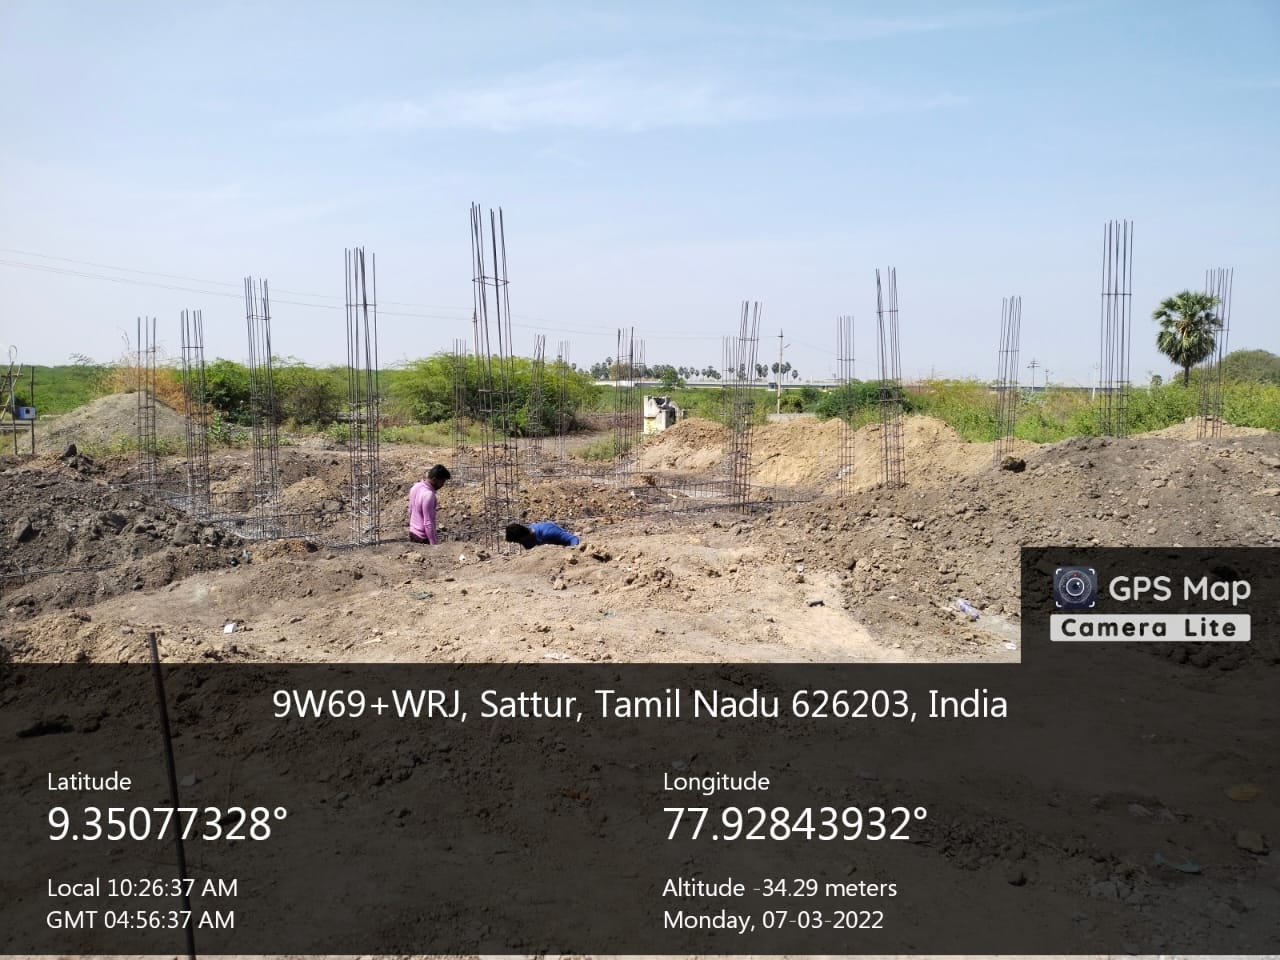 GPS Map
Camera Lite
9W69+WRJ, Sattur, Tamil Nadu 626203, India
Latitude
9.35077328°
Longitude
77.92843932°
Local 10:26:37 AM
GMT 04:56:37 AM
Altitude -34.29 meters
Monday, 07-03-2022